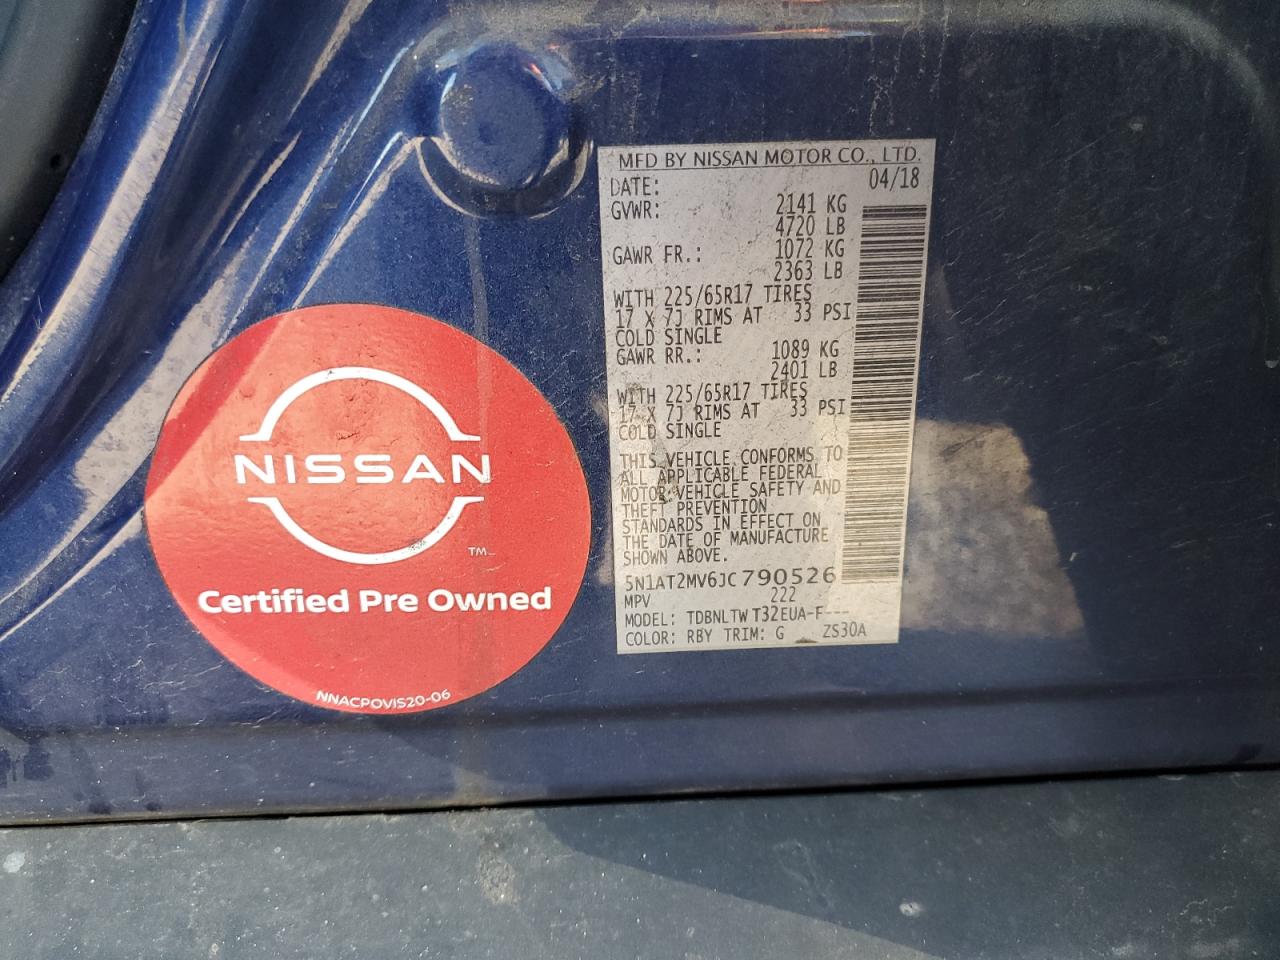 NISSAN
TM
Certified Pre Owned
NNACPOVIS20-06
MFD BY NISSAN MOTOR CO., LTD.
DATE: 04/18
GVWR: 2141 KG
4720 LB
GAWR FR.: 1072 KG
2363 LB
WITH 225/65R17 TIRES
17 X 7J RIMS AT 33 PSI
COLD SINGLE
GAWR RR.: 1089 KG
2401 LB
WITH 225/65R17 TIRES
17 X 7J RIMS AT 33 PSI
COLD SINGLE
THIS VEHICLE CONFORMS TO
ALL APPLICABLE FEDERAL
MOTOR VEHICLE SAFETY AND
THEFT PREVENTION
STANDARDS IN EFFECT ON
THE DATE OF MANUFACTURE
SHOWN ABOVE.
5N1AT2MV6JC790526
MPV 222
MODEL: TDBNLTW T32EUA-F---
COLOR: RBY TRIM: G ZS30A